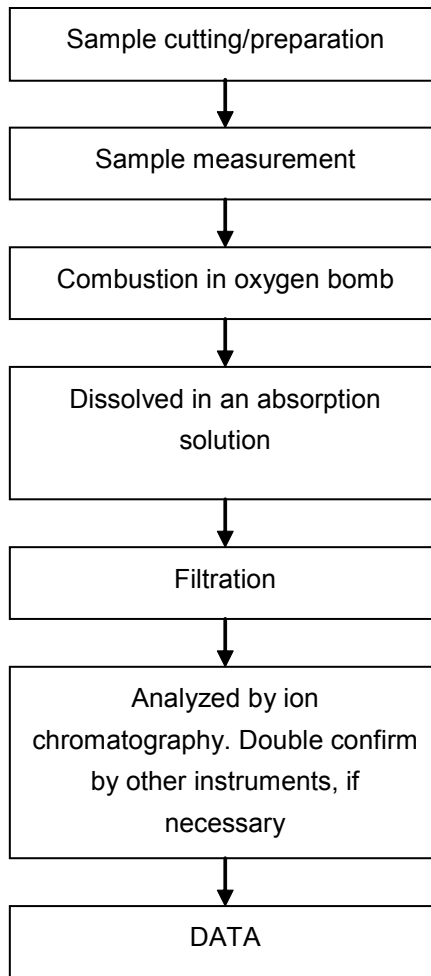 Sample cutting/preparation
Sample measurement
Combustion in oxygen bomb
Dissolved in an absorption
solution
Filtration
Analyzed by ion
chromatography. Double confirm
by other instruments, if
necessary
DATA